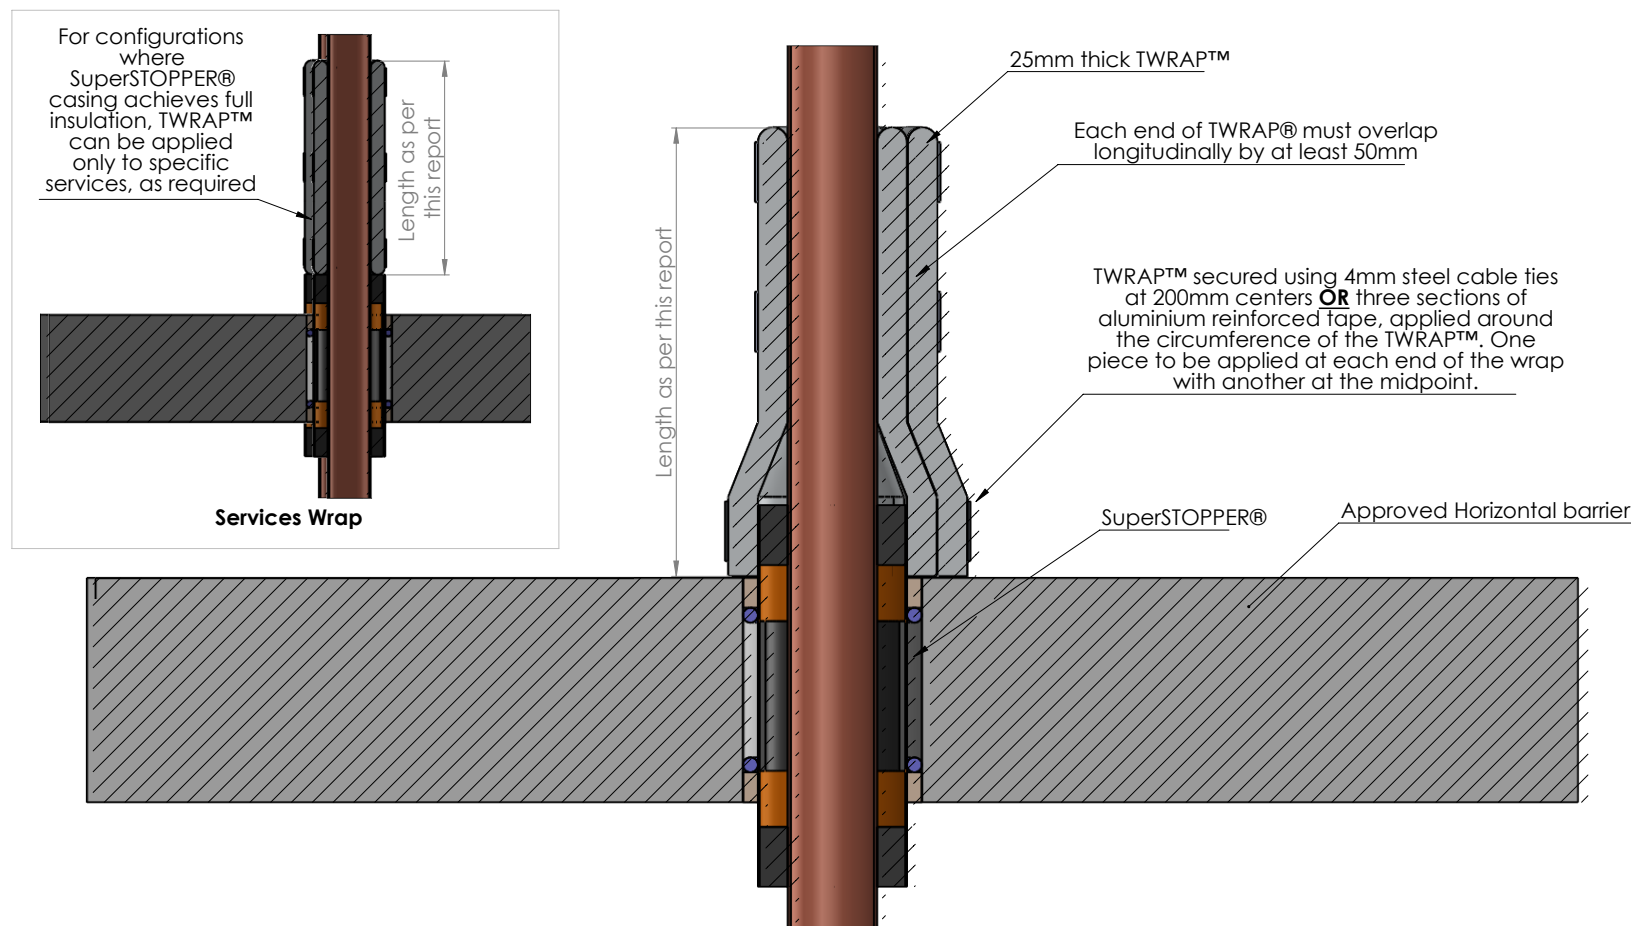 For configurations
where
SuperSTOPPER®
casing achieves full
insulation, TWRAP™
can be applied
only to specific
services, as required
Length as per
this report
Services Wrap
25mm thick TWRAP™
Each end of TWRAP® must overlap
longitudinally by at least 50mm
Length as per this report
TWRAP™ secured using 4mm steel cable ties
at 200mm centers OR three sections of
aluminium reinforced tape, applied around
the circumference of the TWRAP™. One
piece to be applied at each end of the wrap
with another at the midpoint.
SuperSTOPPER®
Approved Horizontal barrier